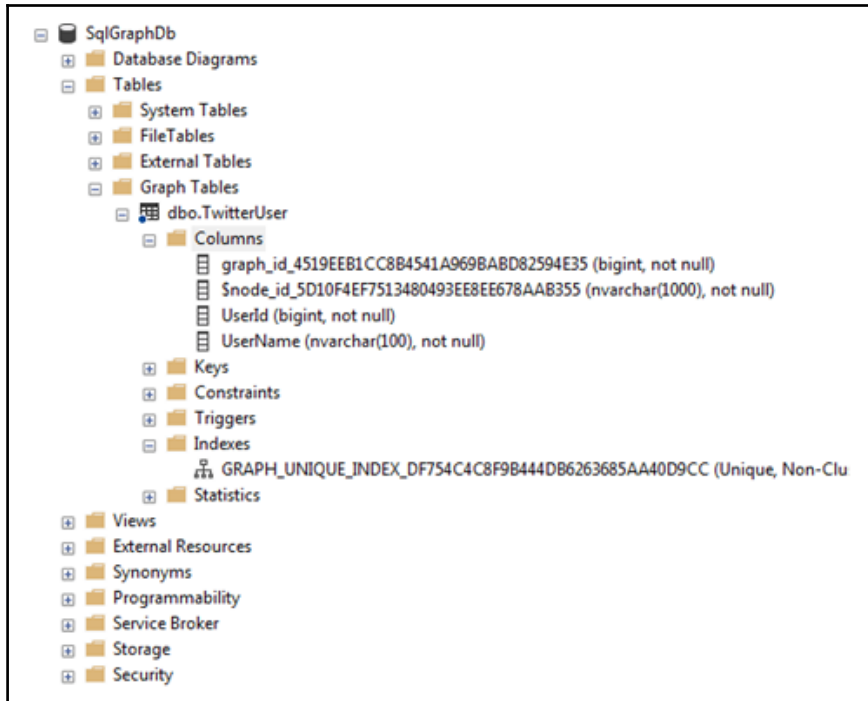 SqlGraphDb
Database Diagrams
Tables
System Tables
FileTables
External Tables
Graph Tables
dbo.TwitterUser
Columns
graph_id_4519EEB1CC8B4541A969BABD82594E35 (bigint, not null)
$node_id_5D10F4EF7513480493EE8EE678AAB355 (nvarchar(1000), not null)
UserId (bigint, not null)
UserName (nvarchar(100), not null)
Keys
Constraints
Triggers
Indexes
GRAPH_UNIQUE_INDEX_DF754C4C8F9B444DB6263685AA40D9CC (Unique, Non-Clu
Statistics
Views
External Resources
Synonyms
Programmability
Service Broker
Storage
Security